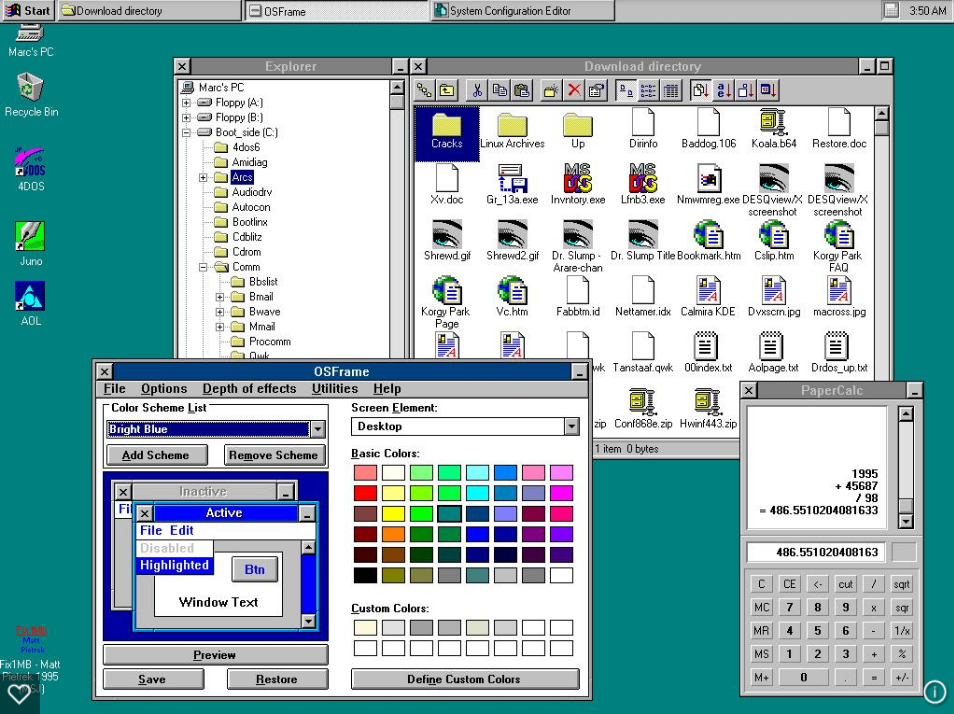 Start
Download directory
OSFrame
System Configuration Editor
3:50 AM
Marc's PC
Recycle Bin
4DOS
Juno
AOL
Fix1MB
Matt
Pietrek
Fix1MB - Matt
Pietrek 1995
Explorer
Marc's PC
Floppy (A:)
Floppy (B:)
Boot_side (C:)
4dos6
Amidiag
Arcs
Audiodrv
Autocon
Bootlinx
Cdblitz
Cdrom
Comm
Bbslist
Bmail
Bwave
Mmail
Procomm
Qwk
Download directory
Cracks
Linux Archives
Up
Dirinfo
Baddog.106
Koala.b64
Restore.doc
Xv.doc
Gr_13a.exe
Invntory.exe
Lfnb3.exe
Nmwmreg.exe
DESQview/X
screenshot
DESQview/X
screenshot
Shrewd.gif
Shrewd2.gif
Dr. Slump -
Arare-chan
Dr. Slump Title
Bookmark.htm
Cslip.htm
Korgy Park
FAQ
Korgy Park
Page
Vc.htm
Fabbtm.id
Nettamer.idx
Calmira KDE
Dvxscrn.jpg
macross.jpg
wk
Tanstaaf.qwk
00index.txt
Aolpage.txt
Drdos_up.txt
zip
Conf868e.zip
Hwinf443.zip
1 item 0 bytes
OSFrame
File Options Depth of effects Utilities Help
Color Scheme List
Bright Blue
Add Scheme
Remove Scheme
Inactive
Fi
Active
File Edit
Disabled
Highlighted
Btn
Window Text
Preview
Save
Restore
Screen Element:
Desktop
Basic Colors:
Custom Colors:
Define Custom Colors
PaperCalc
1995
+ 45687
/ 98
= 486.5510204081633
486.551020408163
C CE <- cut / sqrt
MC 7 8 9 x sqr
MR 4 5 6 - 1/x
MS 1 2 3 + %
M+ 0 . = +/-